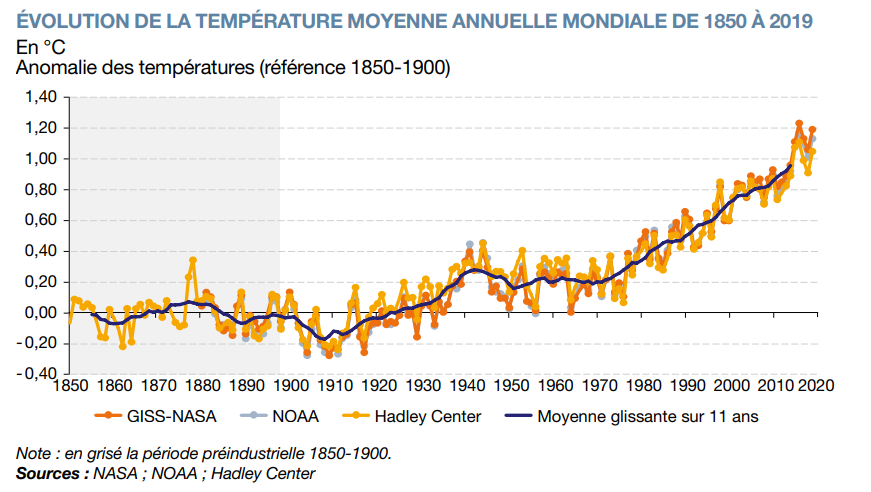 ÉVOLUTION DE LA TEMPÉRATURE MOYENNE ANNUELLE MONDIALE DE 1850 À 2019
En °C
Anomalie des températures (référence 1850-1900)
1,40
1,20
1,00
0,80
0,60
0,40
0,20
0,00
-0,20
-0,40
1850 1860 1870 1880 1890 1900 1910 1920 1930 1940 1950 1960 1970 1980 1990 2000 2010 2020
GISS-NASA NOAA Hadley Center Moyenne glissante sur 11 ans
Note : en grisé la période préindustrielle 1850-1900.
Sources : NASA ; NOAA ; Hadley Center